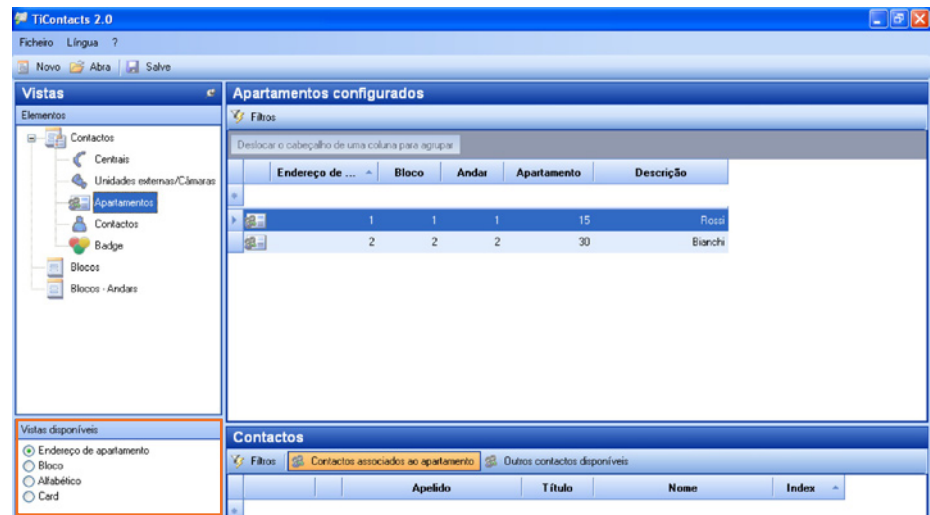 TiContacts 2.0
Ficheiro Língua ?
Novo Abra Salve
Vistas
Elementos
Contactos
Centrais
Unidades externas/Câmaras
Apartamentos
Contactos
Badge
Blocos
Blocos - Andars
Vistas disponíveis
Endereço de apartamento
Bloco
Alfabético
Card
Apartamentos configurados
Filtros
Deslocar o cabeçalho de uma coluna para agrupar
Endereço de ... Bloco Andar Apartamento Descrição
1 1 1 15 Rossi
2 2 2 30 Bianchi
Contactos
Filtros Contactos associados ao apartamento Outros contactos disponíveis
Apelido Título Nome Index